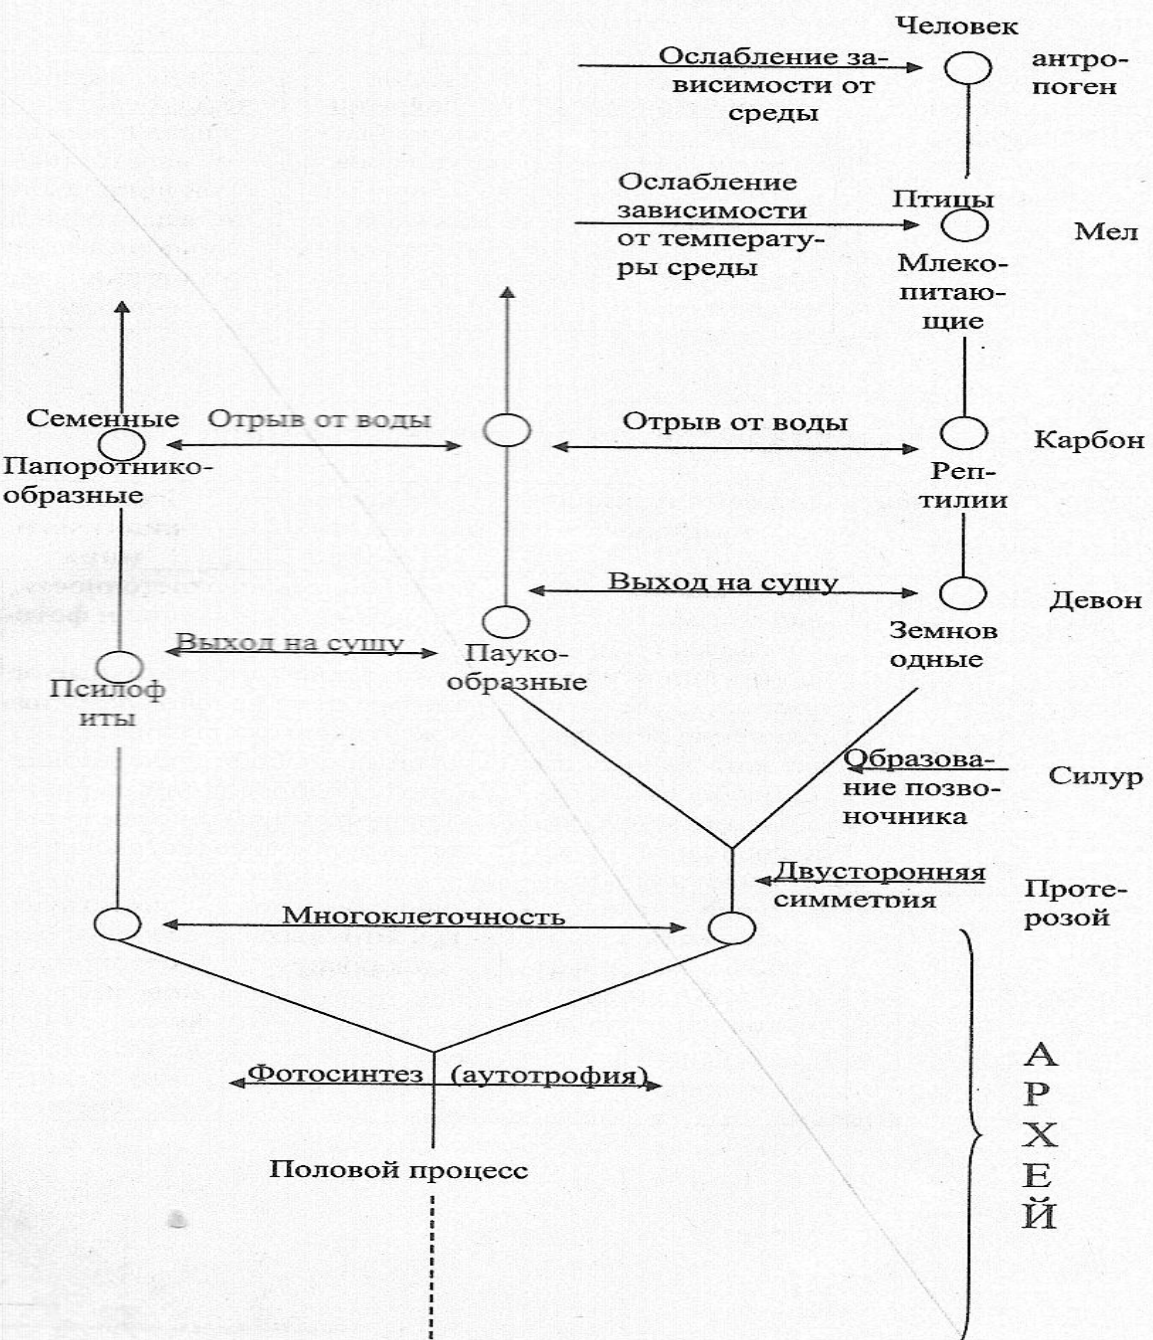 Человек
Ослабление за-
висимости от
среды
антро-
поген
Ослабление
зависимости
от температу-
ры среды
Птицы
Млеко-
питаю-
щие
Мел
Семенные
Папоротнико-
образные
Отрыв от воды
Отрыв от воды
Реп-
тилии
Карбон
Выход на сушу
Земнов
одные
Девон
Выход на сушу
Псилоф
иты
Пауко-
образные
Образова-
ние позво-
ночника
Силур
Двусторонняя
симметрия
Проте-
розой
Многоклеточность
Фотосинтез (аутотрофия)
Половой процесс
А
Р
Х
Е
Й